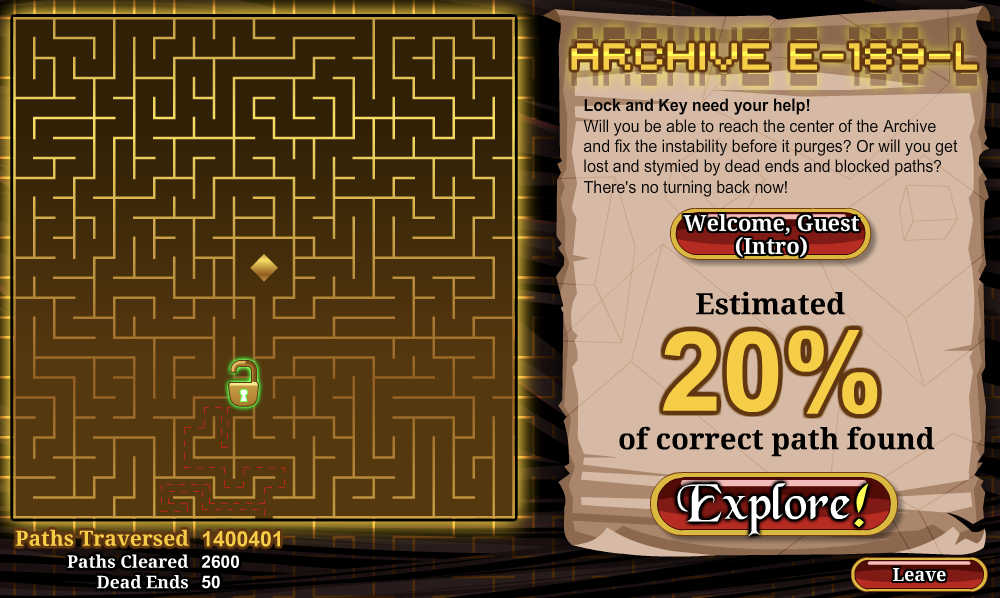 ARCHIVE E-189-L
Lock and Key need your help!
Will you be able to reach the center of the Archive
and fix the instability before it purges? Or will you get
lost and stymied by dead ends and blocked paths?
There's no turning back now!
Welcome, Guest
(Intro)
Estimated
20%
of correct path found
Explore!
Paths Traversed 1400401
Paths Cleared 2600
Dead Ends 50
Leave